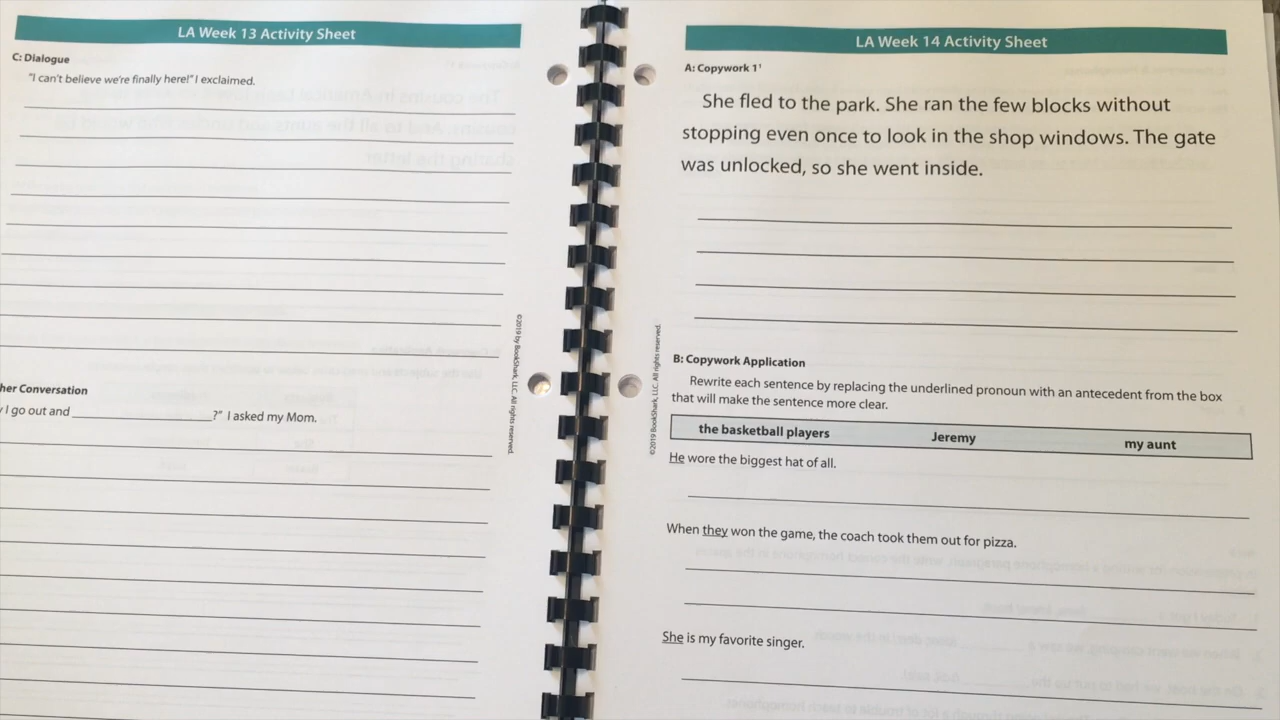 LA Week 13 Activity Sheet
C: Dialogue
"I can't believe we're finally here!" I exclaimed.
her Conversation
I go out and ____________________?" I asked my Mom.
©2019 by BookShark, LLC. All rights reserved.
LA Week 14 Activity Sheet
A: Copywork 1¹
She fled to the park. She ran the few blocks without
stopping even once to look in the shop windows. The gate
was unlocked, so she went inside.
©2019 BookShark, LLC. All rights reserved.
B: Copywork Application
Rewrite each sentence by replacing the underlined pronoun with an antecedent from the box
that will make the sentence more clear.
the basketball players Jeremy my aunt
He wore the biggest hat of all.
When they won the game, the coach took them out for pizza.
She is my favorite singer.